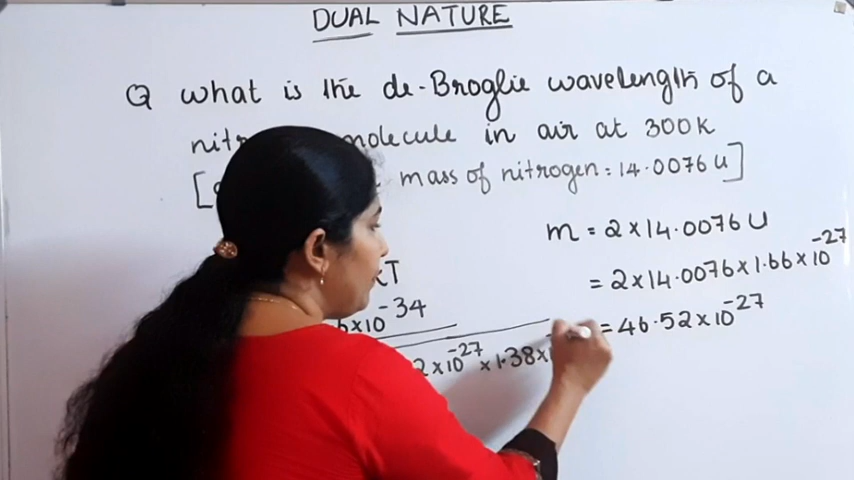 DUAL NATURE
Q what is the de-Broglie wavelength of a
molecule in air at 300K
mass of nitrogen = 14.0076 u]
m = 2 × 14.0076 u
= 2 × 14.0076 × 1.66 × 10⁻²⁷
= 46.52 × 10⁻²⁷
T
× 10⁻³⁴
2 × 10⁻²⁷ × 1.38 ×